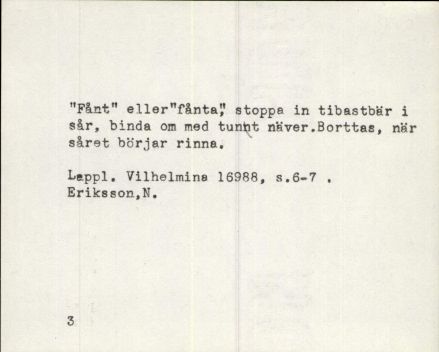 "Fånt" eller"fånta," stoppa in tibastbär i
sår, binda om med tunnt näver.Borttas, när
såret börjar rinna.
Lappl. Vilhelmina 16988, s.6-7 .
Eriksson,N.
3